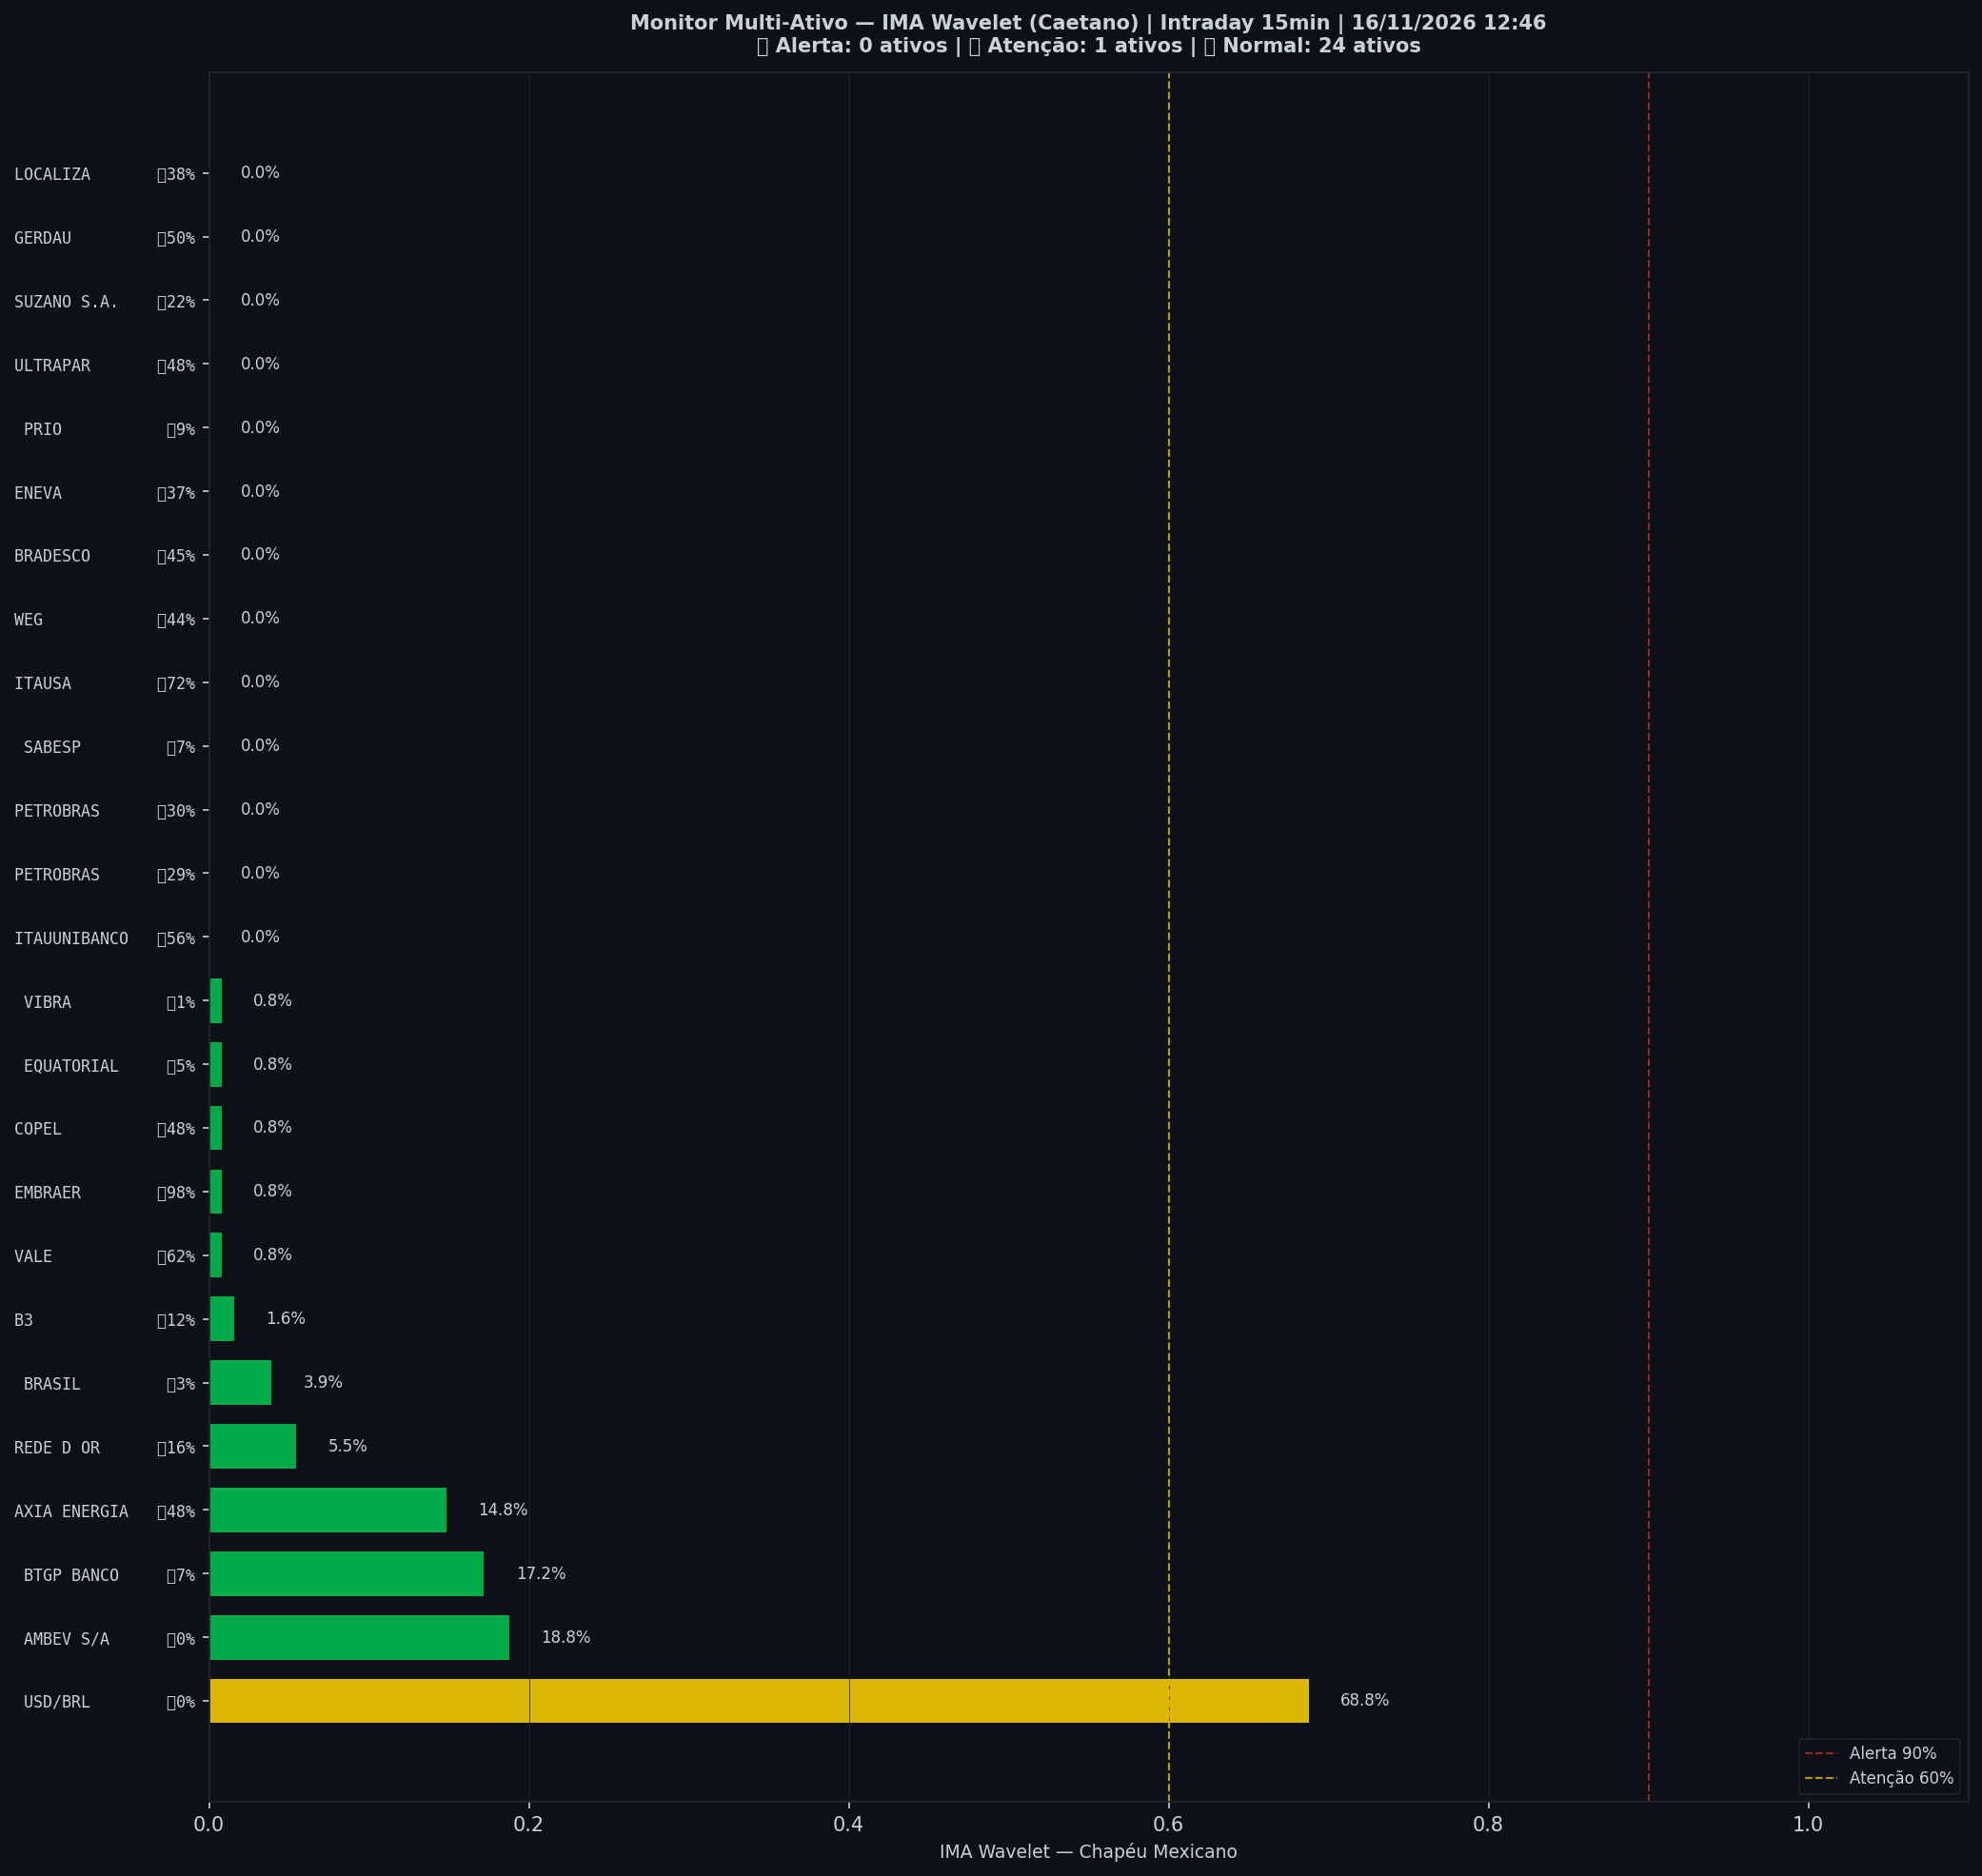 Monitor Multi-Ativo — IMA Wavelet (Caetano) | Intraday 15min | 16/11/2026 12:46
▯ Alerta: 0 ativos | ▯ Atenção: 1 ativos | ▯ Normal: 24 ativos
LOCALIZA ▯38% 0.0%
GERDAU ▯50% 0.0%
SUZANO S.A. ▯22% 0.0%
ULTRAPAR ▯48% 0.0%
PRIO ▯9% 0.0%
ENEVA ▯37% 0.0%
BRADESCO ▯45% 0.0%
WEG ▯44% 0.0%
ITAUSA ▯72% 0.0%
SABESP ▯7% 0.0%
PETROBRAS ▯30% 0.0%
PETROBRAS ▯29% 0.0%
ITAUUNIBANCO ▯56% 0.0%
VIBRA ▯1% 0.8%
EQUATORIAL ▯5% 0.8%
COPEL ▯48% 0.8%
EMBRAER ▯98% 0.8%
VALE ▯62% 0.8%
B3 ▯12% 1.6%
BRASIL ▯3% 3.9%
REDE D OR ▯16% 5.5%
AXIA ENERGIA ▯48% 14.8%
BTGP BANCO ▯7% 17.2%
AMBEV S/A ▯0% 18.8%
USD/BRL ▯0% 68.8%
Alerta 90%
Atenção 60%
0.0 0.2 0.4 0.6 0.8 1.0
IMA Wavelet — Chapéu Mexicano